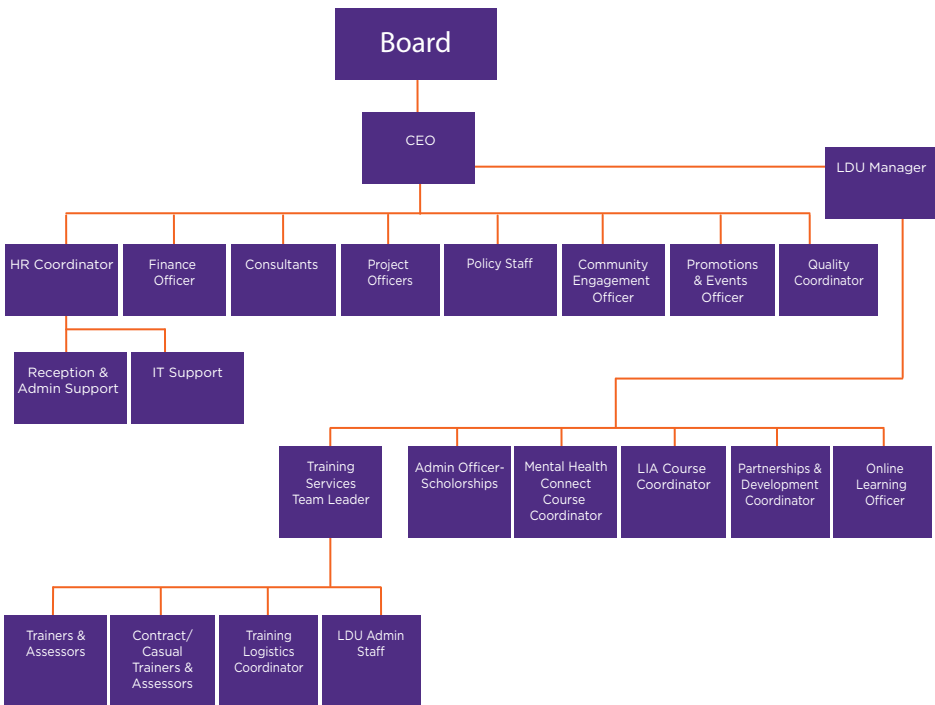 Board
CEO
LDU Manager
HR Coordinator
Finance
Officer
Consultants
Project
Officers
Policy Staff
Community
Engagement
Officer
Promotions
& Events
Officer
Quality
Coordinator
Reception &
Admin Support
IT Support
Training
Services
Team Leader
Admin Officer-
Scholorships
Mental Health
Connect
Course
Coordinator
LIA Course
Coordinator
Partnerships &
Development
Coordinator
Online
Learning
Officer
Trainers &
Assessors
Contract/
Casual
Trainers &
Assessors
Training
Logistics
Coordinator
LDU Admin
Staff